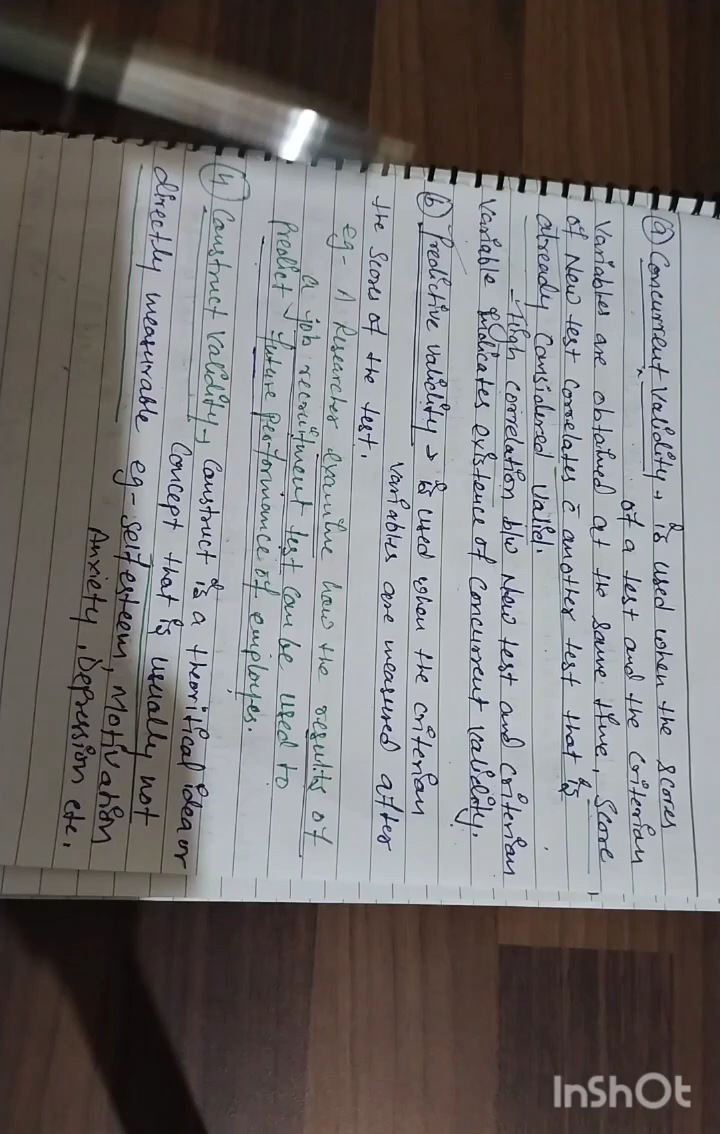 (a) Concurrent Validity → is used when the scores
of a test and the criterian
Variables are obtained at the same time, Score
of New test correlates c̄ another test that is
already Considered Valid.
- High correlation b/w New test and Criterian
Variable indicates existence of Concurrent Validity.
(b) Predictive validity → is used when the criterian
variables are measured after
the scores of the test.
eg- A Researcher examine how the results of
a job recruitment test can be used to
predict future performance of employes.
(4) Construct Validity → Construct is a theoritical idea or
Concept that is usually not
directly measurable eg- self esteem, Motivation
Anxiety, Depression etc.
InShOt